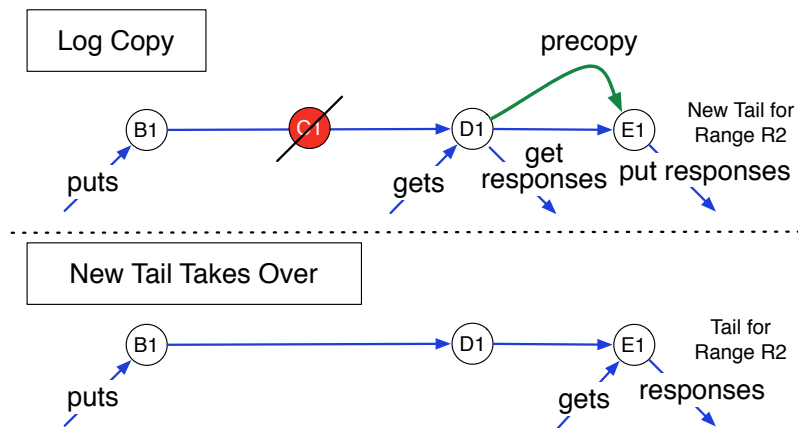 Log Copy
precopy
B1
C1
D1
E1
New Tail for
Range R2
puts
gets
get
responses
put responses
New Tail Takes Over
B1
D1
E1
Tail for
Range R2
puts
gets
responses